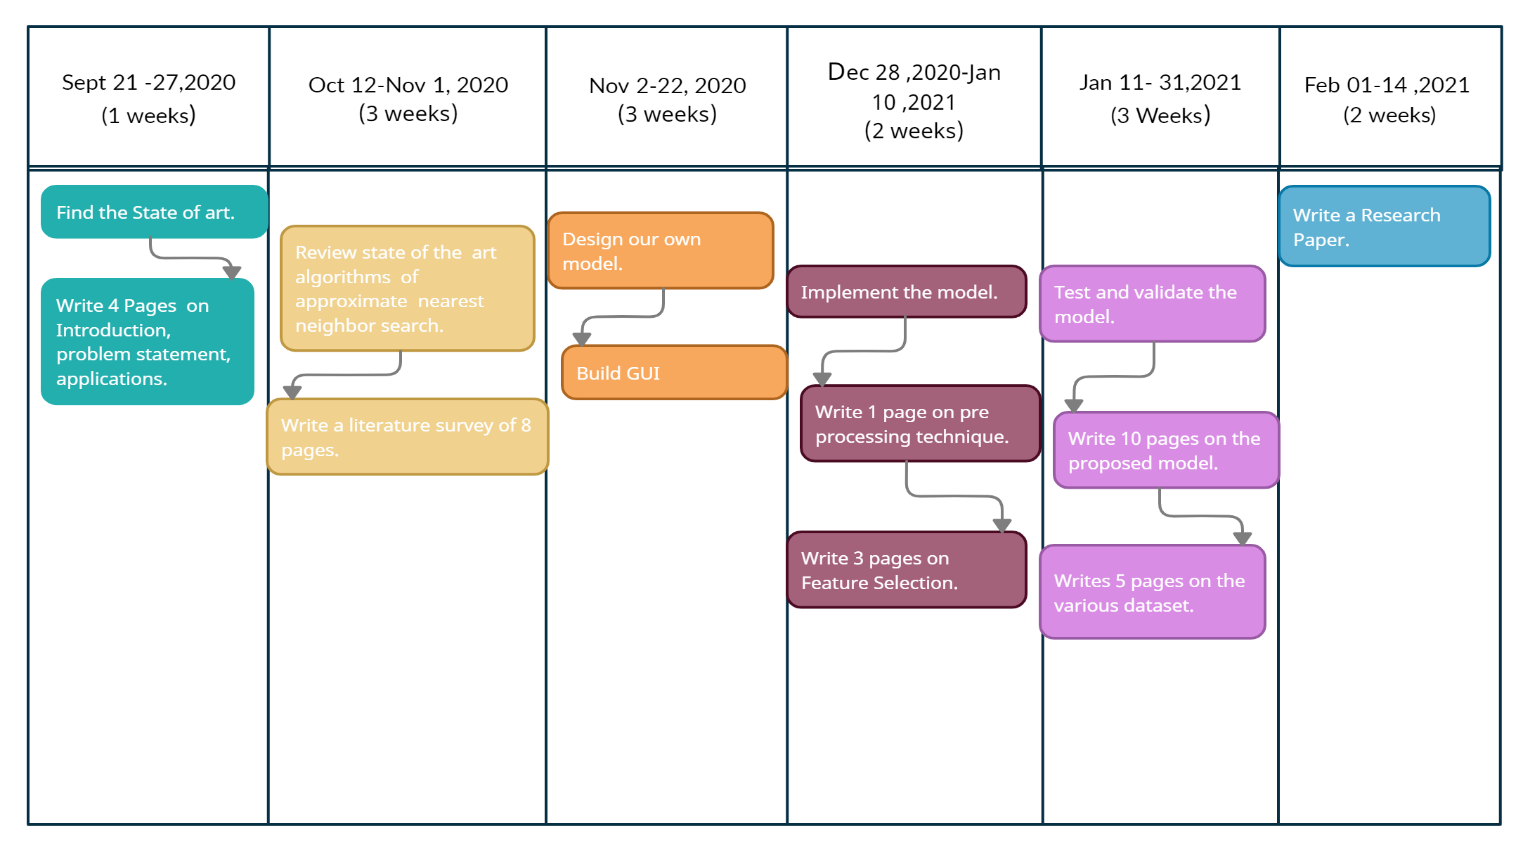 Sept 21 -27,2020
(1 weeks)
Oct 12-Nov 1, 2020
(3 weeks)
Nov 2-22, 2020
(3 weeks)
Dec 28 ,2020-Jan
10 ,2021
(2 weeks)
Jan 11- 31,2021
(3 Weeks)
Feb 01-14 ,2021
(2 weeks)
Find the State of art.
Write 4 Pages  on
Introduction,
problem statement,
applications.
Review state of the  art
algorithms  of
approximate  nearest
neighbor search.
Write a literature survey of 8
pages.
Design our own
model.
Build GUI
Implement the model.
Write 1 page on pre
processing technique.
Write 3 pages on
Feature Selection.
Test and validate the
model.
Write 10 pages on the
proposed model.
Writes 5 pages on the
various dataset.
Write a Research
Paper.